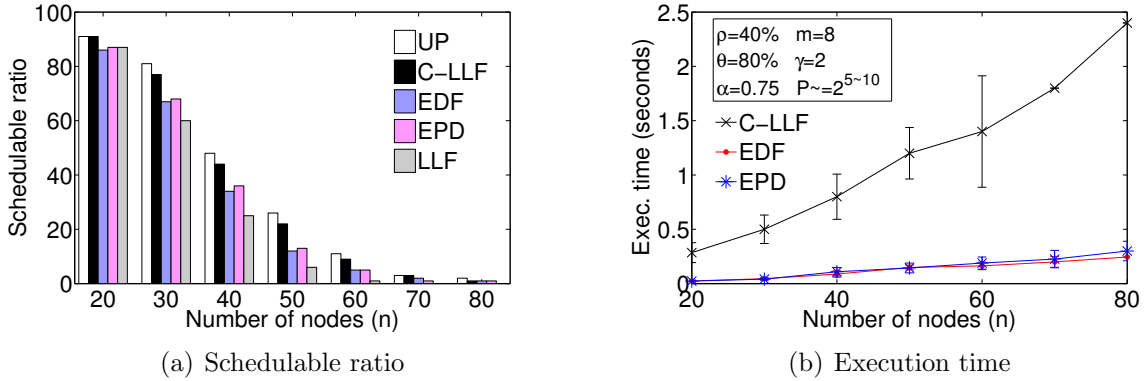 100
80
60
40
20
0
Schedulable ratio
UP
C-LLF
EDF
EPD
LLF
20 30 40 50 60 70 80
Number of nodes (n)
(a) Schedulable ratio
2.5
2
1.5
1
0.5
0
Exec. time (seconds)
ρ=40% m=8
θ=80% γ=2
α=0.75 P~=2^{5~10}
C-LLF
EDF
EPD
20 40 60 80
Number of nodes (n)
(b) Execution time